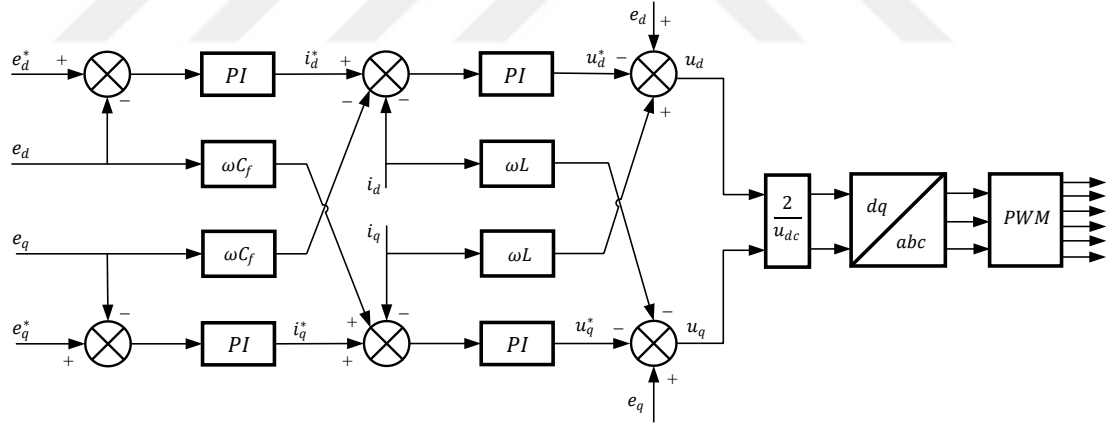 e_d
e_d^* + − PI i_d^* + − − PI u_d^* − + + u_d
e_d ωC_f i_d ωL
e_q ωC_f i_q ωL
e_q^* − + PI i_q^* + + − PI u_q^* − − + u_q
e_q
2/u_dc
dq
abc
PWM